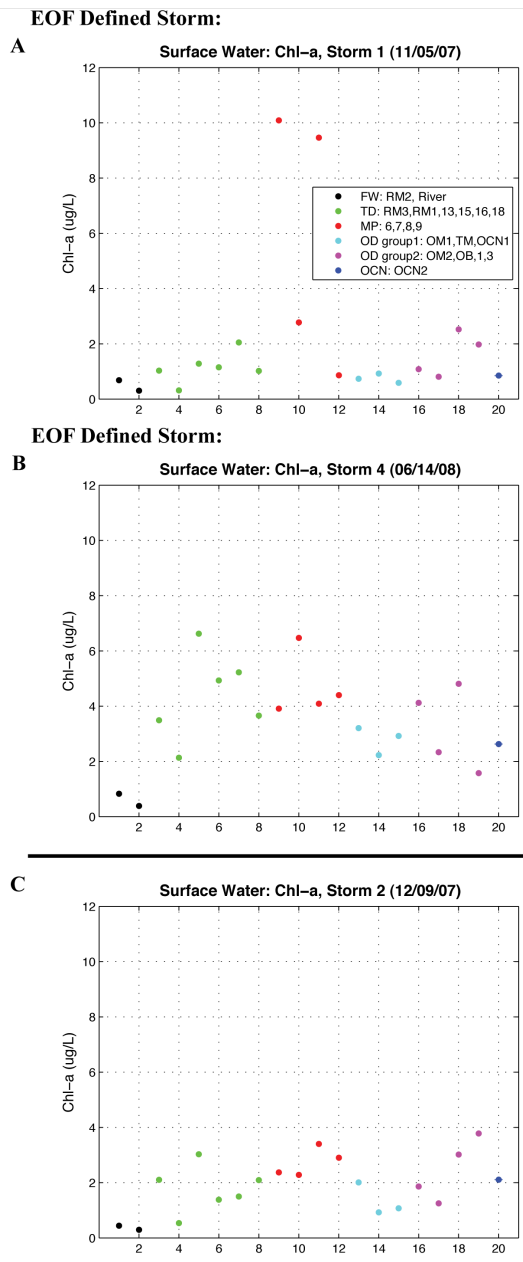 EOF Defined Storm:
A
Surface Water: Chl-a, Storm 1 (11/05/07)
12
10
8
6
4
2
0
Chl-a (ug/L)
FW: RM2, River
TD: RM3,RM1,13,15,16,18
MP: 6,7,8,9
OD group1: OM1,TM,OCN1
OD group2: OM2,OB,1,3
OCN: OCN2
2 4 6 8 10 12 14 16 18 20
EOF Defined Storm:
B
Surface Water: Chl-a, Storm 4 (06/14/08)
12
10
8
6
4
2
0
Chl-a (ug/L)
2 4 6 8 10 12 14 16 18 20
C
Surface Water: Chl-a, Storm 2 (12/09/07)
12
10
8
6
4
2
0
Chl-a (ug/L)
2 4 6 8 10 12 14 16 18 20